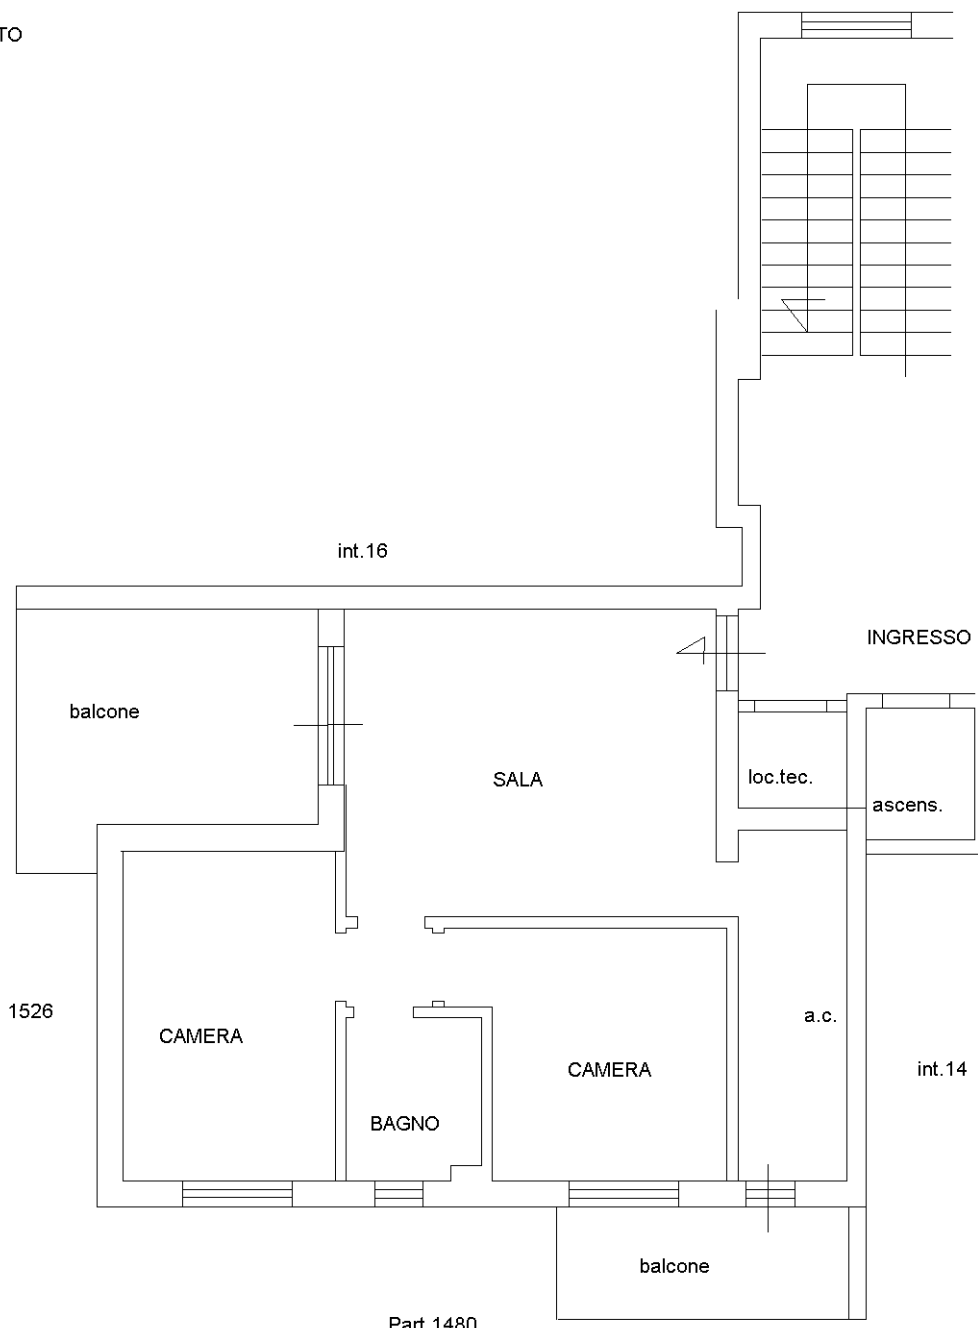 TO
int.16
INGRESSO
balcone
SALA
loc.tec.
ascens.
1526
a.c.
CAMERA
CAMERA
int.14
BAGNO
balcone
Part.1480